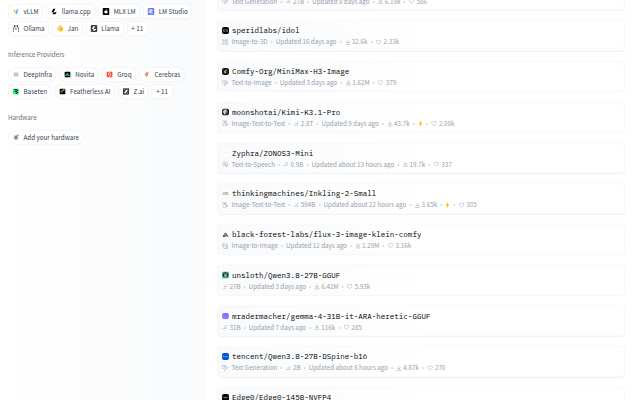 vLLM llama.cpp MLX LM LM Studio
Ollama Jan Llama +11
Inference Providers
DeepInfra Novita Groq Cerebras
Baseten Featherless AI Z.ai +11
Hardware
Add your hardware
speridlabs/idol
Image-to-3D • Updated 16 days ago • 32.6k • 2.33k
Comfy-Org/MiniMax-H3-Image
Text-to-Image • Updated 3 days ago • 1.62M • 379
moonshotai/Kimi-K3.1-Pro
Image-Text-to-Text • Updated 9 days ago • 43.7k • 2.08k
Zyphra/ZONOS3-Mini
Text-to-Speech • 0.9B • Updated about 13 hours ago • 19.7k • 337
thinkingmachines/Inkling-2-Small
Image-Text-to-Text • 594B • Updated about 22 hours ago • 3.65k • 305
black-forest-labs/flux-3-image-klein-comfy
Image-to-Image • Updated 12 days ago • 1.29M • 3.16k
unsloth/Qwen3.8-27B-GGUF
27B • Updated 3 days ago • 6.41M • 5.93k
mradermacher/gemma-4-31B-it-ARA-heretic-GGUF
31B • Updated 7 days ago • 116k • 285
tencent/Qwen3.8-27B-DSpine-b16
Text Generation • 2B • Updated about 6 hours ago • 4.87k • 270
Edge0/Edge0-145B-NVFP4